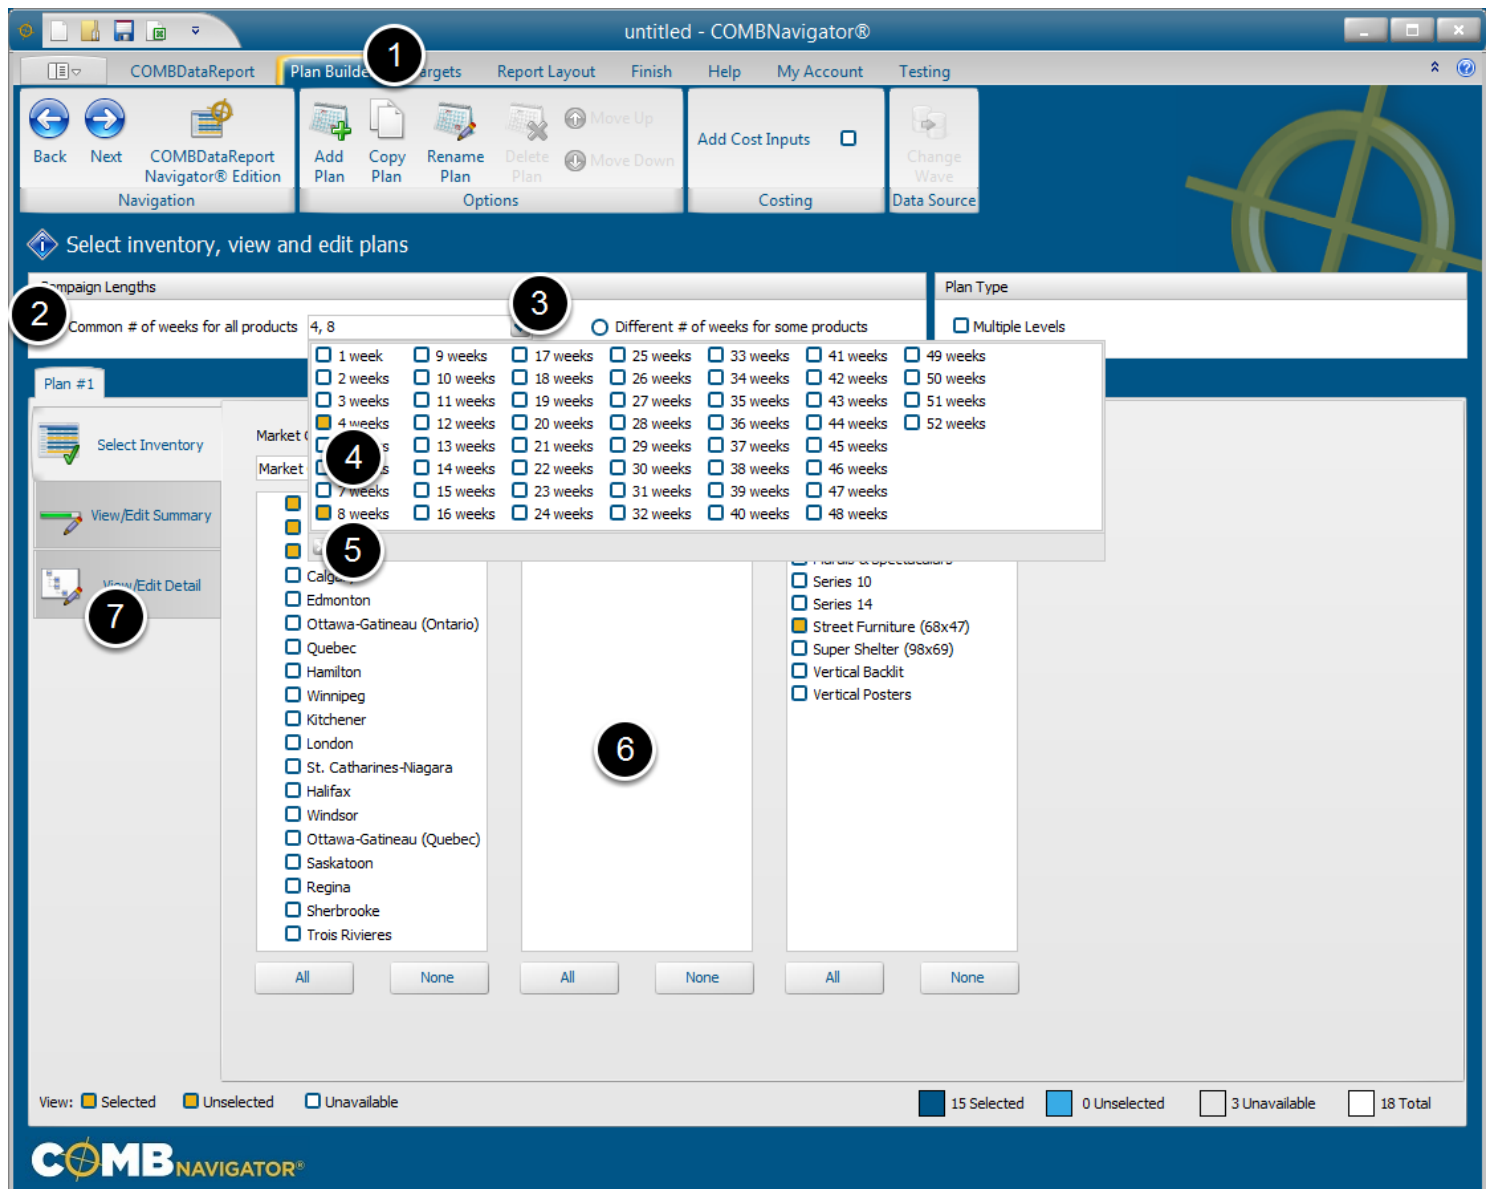 untitled - COMBNavigator®
1
COMBDataReport Plan Builde argets Report Layout Finish Help My Account Testing
Back Next COMBDataReport Navigator® Edition
Add Plan Copy Plan Rename Plan Delete Plan Move Up
Move Down
Add Cost Inputs
Change Wave
Navigation Options Costing Data Source
Select inventory, view and edit plans
Campaign Lengths Plan Type
2 3
Common # of weeks for all products 4, 8 Different # of weeks for some products Multiple Levels
1 week 9 weeks 17 weeks 25 weeks 33 weeks 41 weeks 49 weeks
Plan #1 2 weeks 10 weeks 18 weeks 26 weeks 34 weeks 42 weeks 50 weeks
3 weeks 11 weeks 19 weeks 27 weeks 35 weeks 43 weeks 51 weeks
4 weeks 12 weeks 20 weeks 28 weeks 36 weeks 44 weeks 52 weeks
Select Inventory Market 4 13 weeks 21 weeks 29 weeks 37 weeks 45 weeks
Market 14 weeks 22 weeks 30 weeks 38 weeks 46 weeks
7 weeks 15 weeks 23 weeks 31 weeks 39 weeks 47 weeks
View/Edit Summary 8 weeks 16 weeks 24 weeks 32 weeks 40 weeks 48 weeks
5
View/Edit Detail
7
Calgary
Edmonton
Ottawa-Gatineau (Ontario)
Quebec
Hamilton
Winnipeg
Kitchener
London
St. Catharines-Niagara
Halifax
Windsor
Ottawa-Gatineau (Quebec)
Saskatoon
Regina
Sherbrooke
Trois Rivieres
6
Murals & Spectaculars
Series 10
Series 14
Street Furniture (68x47)
Super Shelter (98x69)
Vertical Backlit
Vertical Posters
All None All None All None
View: Selected Unselected Unavailable 15 Selected 0 Unselected 3 Unavailable 18 Total
COMBNAVIGATOR®